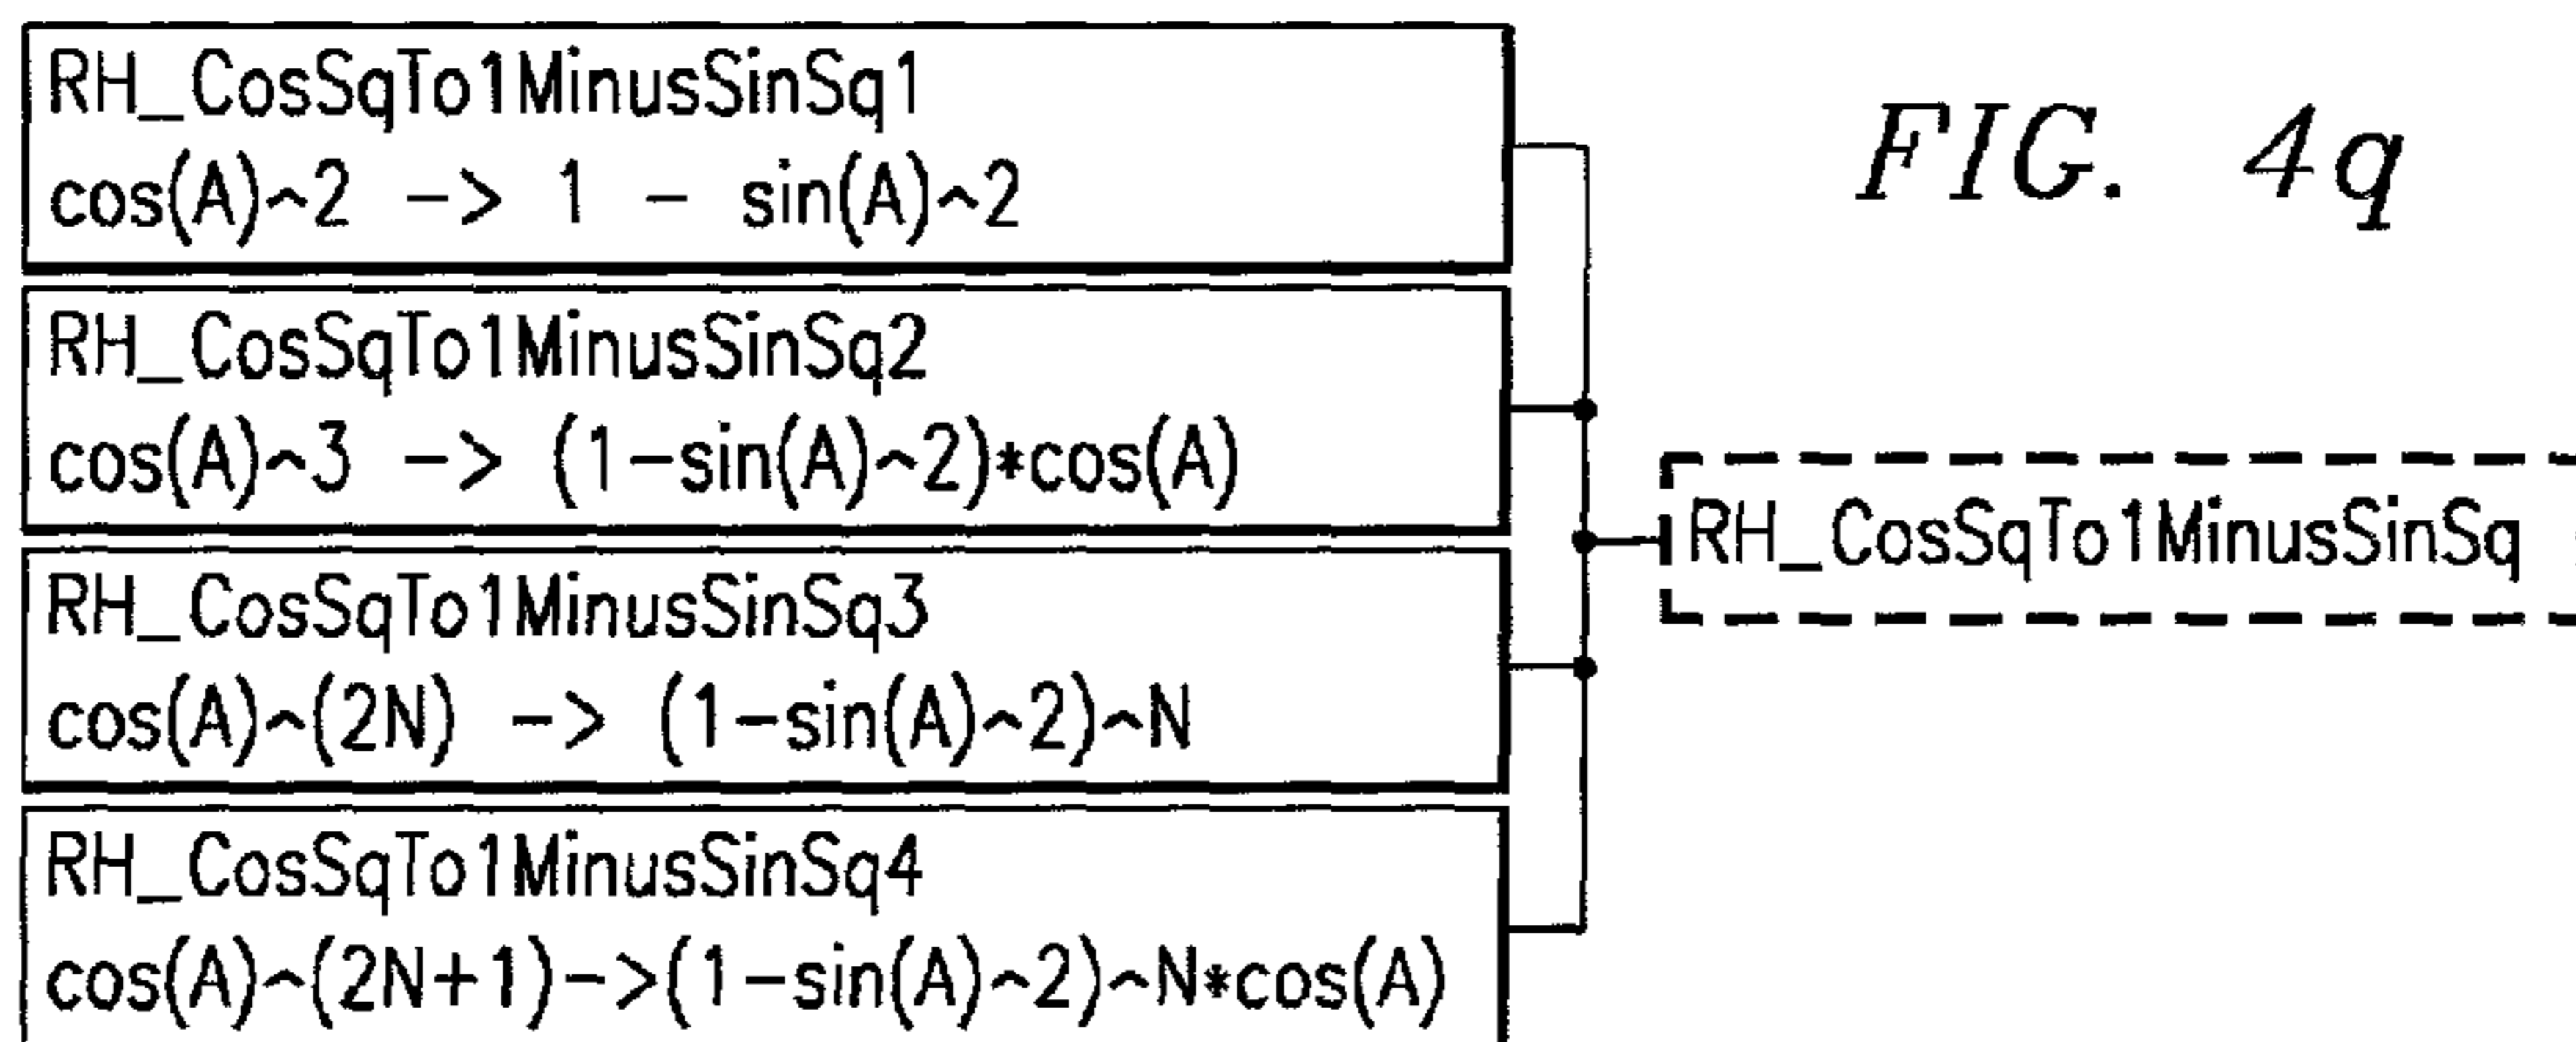 RH_CosSqTo1MinusSinSq1
cos(A)^2 -> 1 - sin(A)^2
FIG. 4q
RH_CosSqTo1MinusSinSq2
cos(A)^3 -> (1-sin(A)^2)*cos(A)
RH_CosSqTo1MinusSinSq
RH_CosSqTo1MinusSinSq3
cos(A)^(2N) -> (1-sin(A)^2)^N
RH_CosSqTo1MinusSinSq4
cos(A)^(2N+1)->(1-sin(A)^2)^N*cos(A)